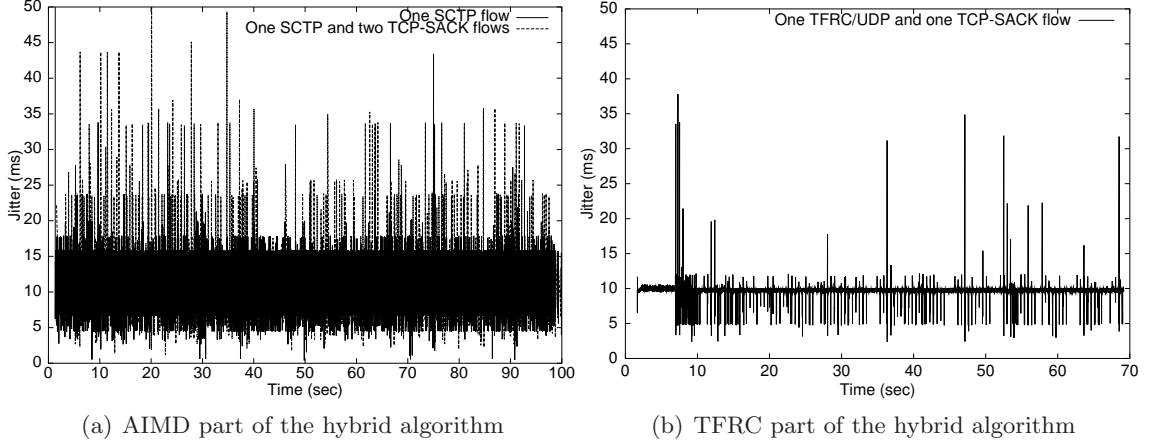 One SCTP flow
One SCTP and two TCP-SACK flows
50
45
40
35
30
25
20
15
10
5
0
Jitter (ms)
0 10 20 30 40 50 60 70 80 90 100
Time (sec)
(a) AIMD part of the hybrid algorithm
One TFRC/UDP and one TCP-SACK flow
50
45
40
35
30
25
20
15
10
5
0
Jitter (ms)
0 10 20 30 40 50 60 70
Time (sec)
(b) TFRC part of the hybrid algorithm